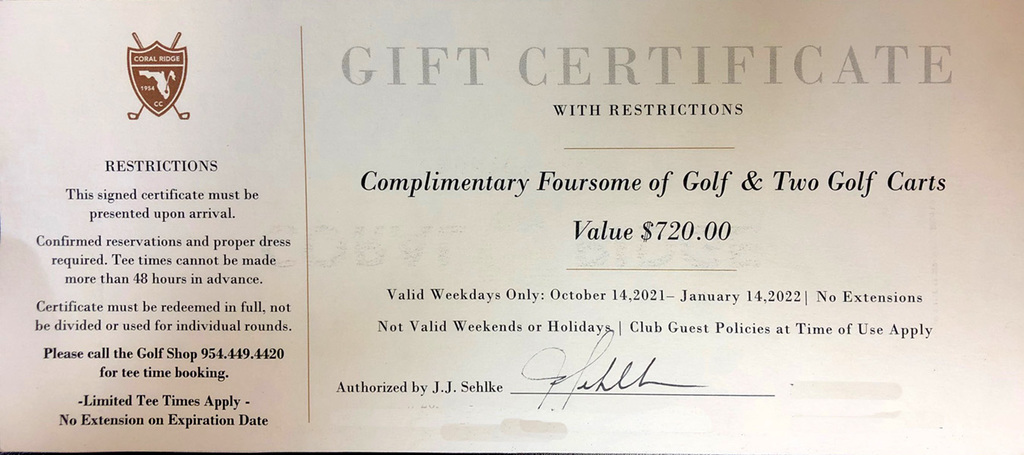 CORAL RIDGE
1954
CC
RESTRICTIONS
This signed certificate must be
presented upon arrival.
Confirmed reservations and proper dress
required. Tee times cannot be made
more than 48 hours in advance.
Certificate must be redeemed in full, not
be divided or used for individual rounds.
Please call the Golf Shop 954.449.4420
for tee time booking.
-Limited Tee Times Apply -
No Extension on Expiration Date
GIFT CERTIFICATE
WITH RESTRICTIONS
Complimentary Foursome of Golf & Two Golf Carts
Value $720.00
Valid Weekdays Only: October 14,2021– January 14,2022| No Extensions
Not Valid Weekends or Holidays | Club Guest Policies at Time of Use Apply
Authorized by J.J. Sehlke